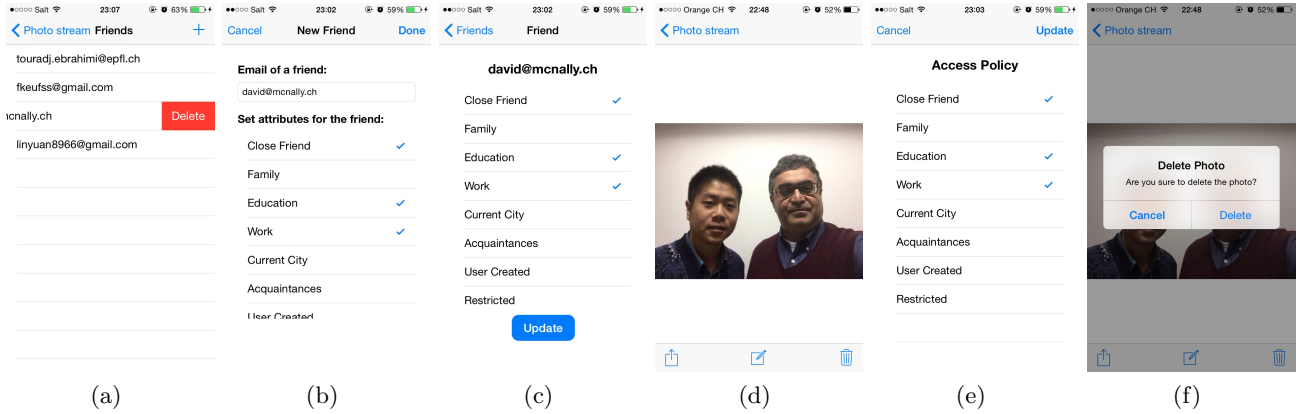 ●○○○○ Salt 23:07 63%
Photo stream Friends +
touradj.ebrahimi@epfl.ch
fkeufss@gmail.com
cnally.ch Delete
linyuan8966@gmail.com
(a)
●●○○○ Salt 23:02 59%
Cancel New Friend Done
Email of a friend:
david@mcnally.ch
Set attributes for the friend:
Close Friend
Family
Education
Work
Current City
Acquaintances
User Created
(b)
●●○○○ Salt 23:02 59%
Friends Friend
david@mcnally.ch
Close Friend
Family
Education
Work
Current City
Acquaintances
User Created
Restricted
Update
(c)
●○○○○ Orange CH 22:48 52%
Photo stream
(d)
●●○○○ Salt 23:03 59%
Cancel Update
Access Policy
Close Friend
Family
Education
Work
Current City
Acquaintances
User Created
Restricted
(e)
●○○○○ Orange CH 22:48 52%
Photo stream
Delete Photo
Are you sure to delete the photo?
Cancel Delete
(f)